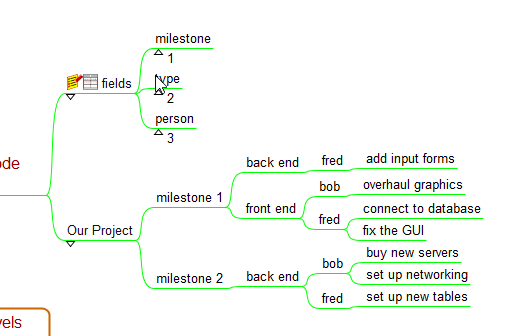 milestone
1
fields
type
2
person
3
ode
back end
fred
add input forms
bob
overhaul graphics
milestone 1
front end
connect to database
fred
Our Project
fix the GUI
buy new servers
bob
milestone 2
back end
set up networking
fred
set up new tables
vels